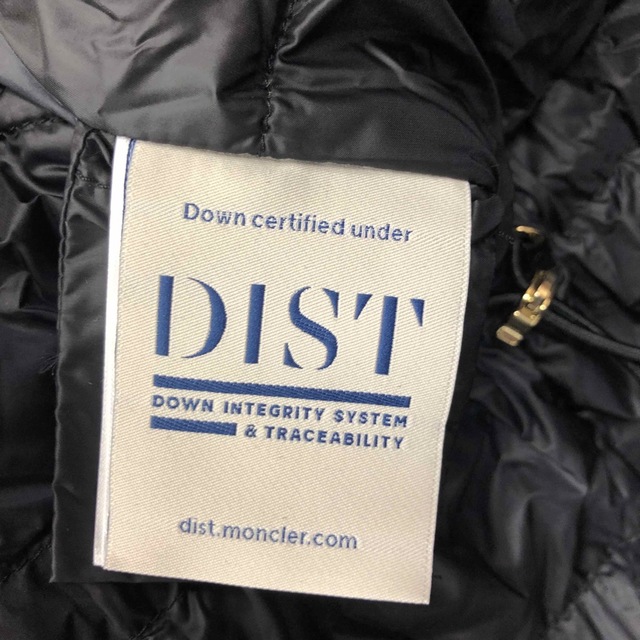 Down certified under
DIST
DOWN INTEGRITY SYSTEM
& TRACEABILITY
dist.moncler.com